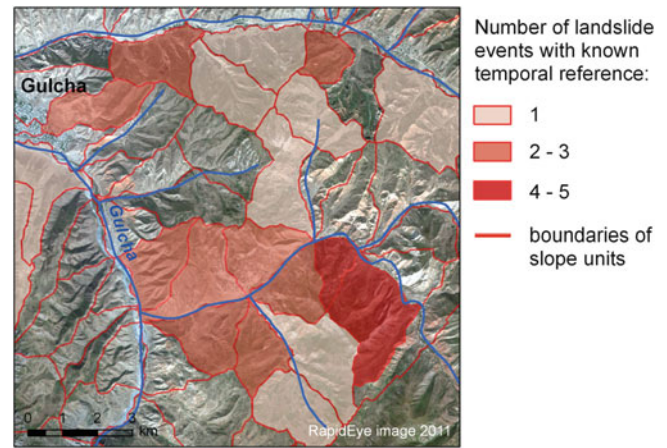 Number of landslide
events with known
temporal reference:
1
2 - 3
4 - 5
boundaries of
slope units
Gulcha
Gulcha
0 1 2 3
km
RapidEye image 2011